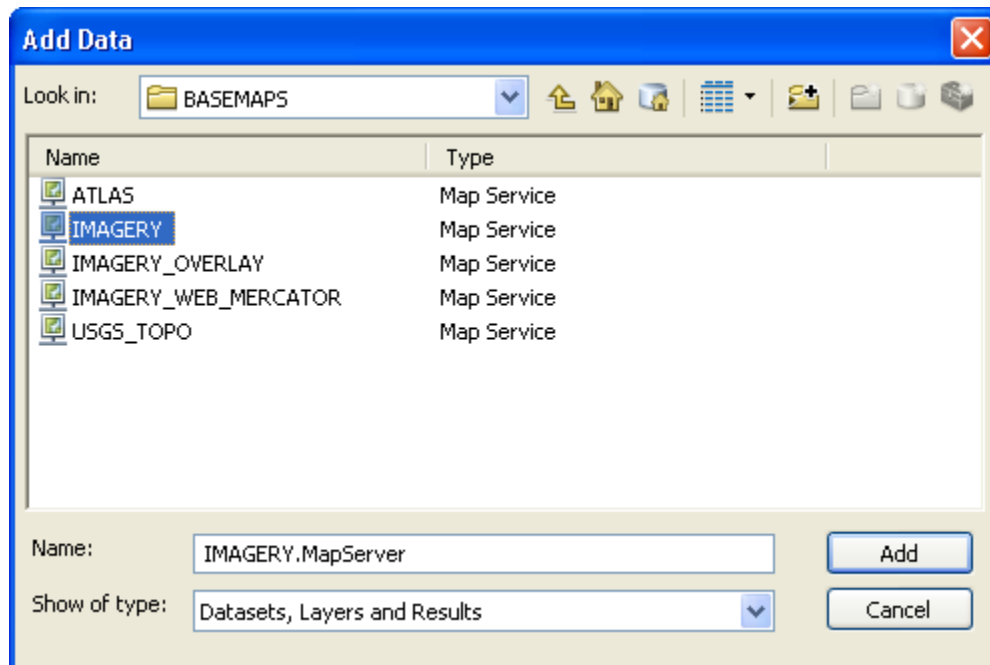 Add Data
Look in: BASEMAPS
Name Type
ATLAS Map Service
IMAGERY Map Service
IMAGERY_OVERLAY Map Service
IMAGERY_WEB_MERCATOR Map Service
USGS_TOPO Map Service
Name: IMAGERY.MapServer Add
Show of type: Datasets, Layers and Results Cancel